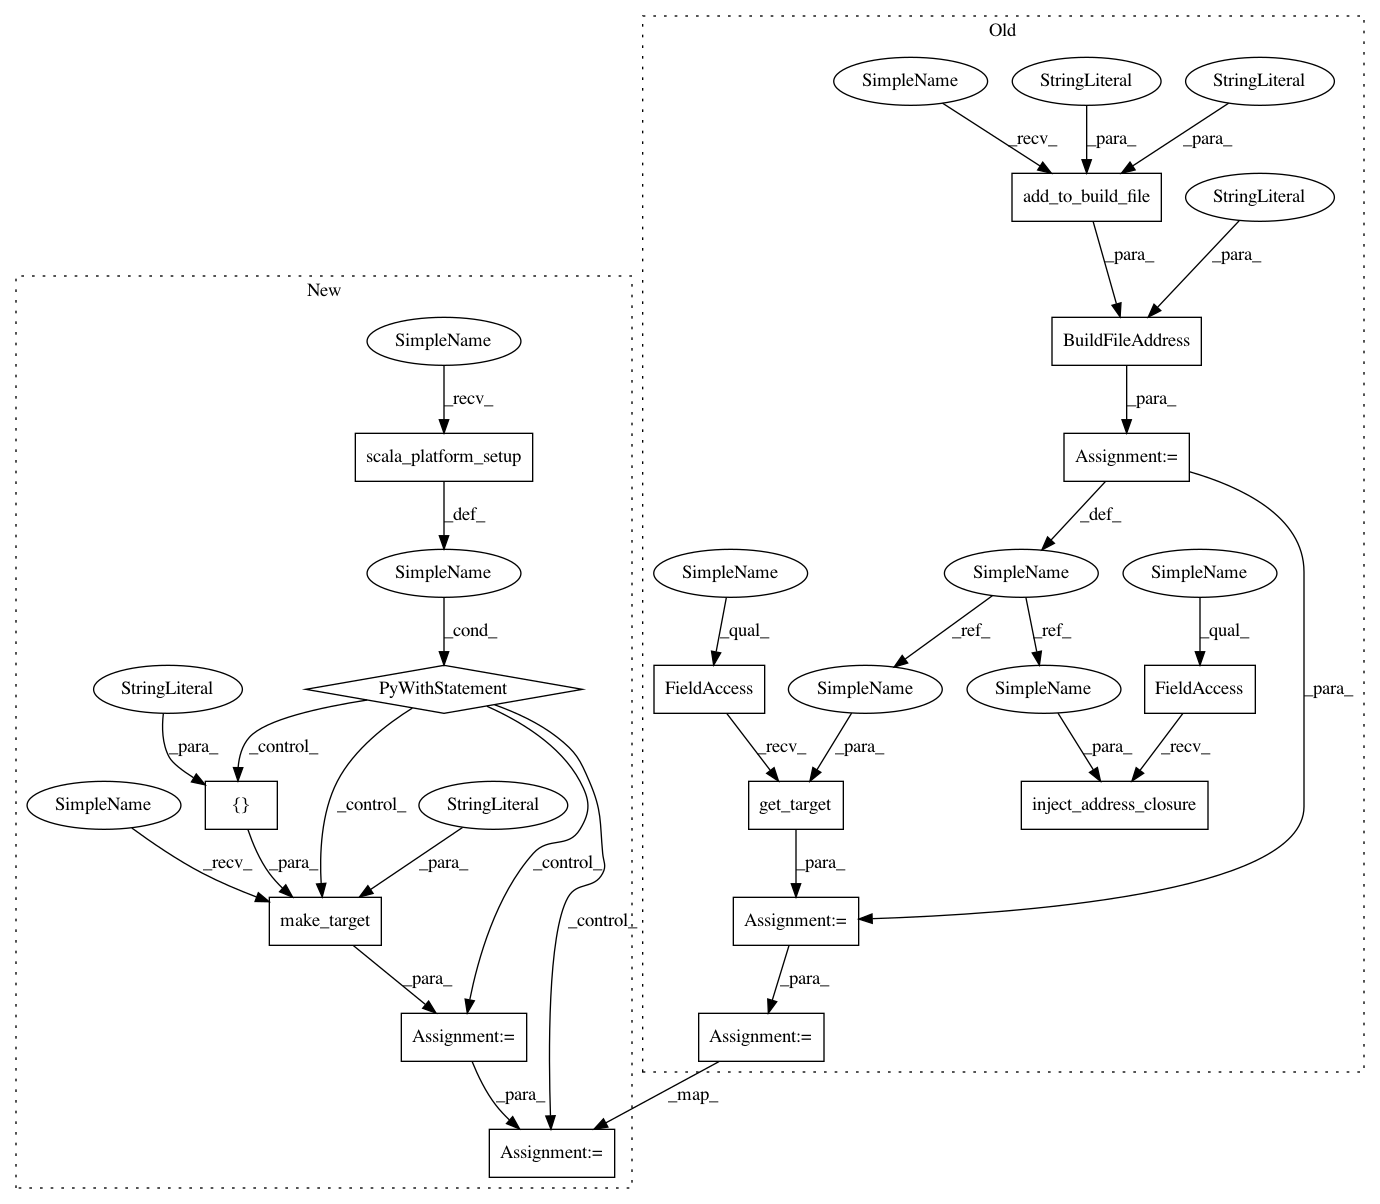 Old
SimpleName
StringLiteral
StringLiteral
_recv_
_para_
_para_
add_to_build_file
StringLiteral
_para_
_para_
New
SimpleName
BuildFileAddress
_recv_
_para_
scala_platform_setup
Assignment:=
_def_
_def_
SimpleName
SimpleName
SimpleName
SimpleName
_cond_
_qual_
_ref_
_ref_
_qual_
StringLiteral
PyWithStatement
FieldAccess
SimpleName
SimpleName
FieldAccess
_para_
_para_
_control_
_recv_
_para_
_para_
_recv_
SimpleName
{}
_control_
StringLiteral
get_target
inject_address_closure
_recv_
_para_
_para_
_control_
_para_
make_target
_control_
Assignment:=
_para_
_para_
Assignment:=
Assignment:=
_para_
_map_
Assignment:=